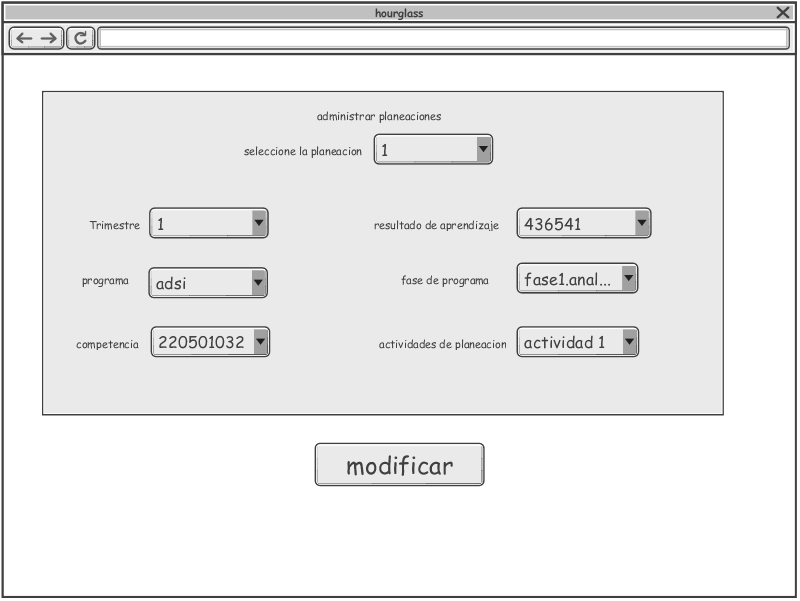 hourglass
administrar planeaciones
seleccione la planeacion 1
Trimestre 1 resultado de aprendizaje 436541
programa adsi fase de programa fase1.anal...
competencia 220501032 actividades de planeacion actividad 1
modificar